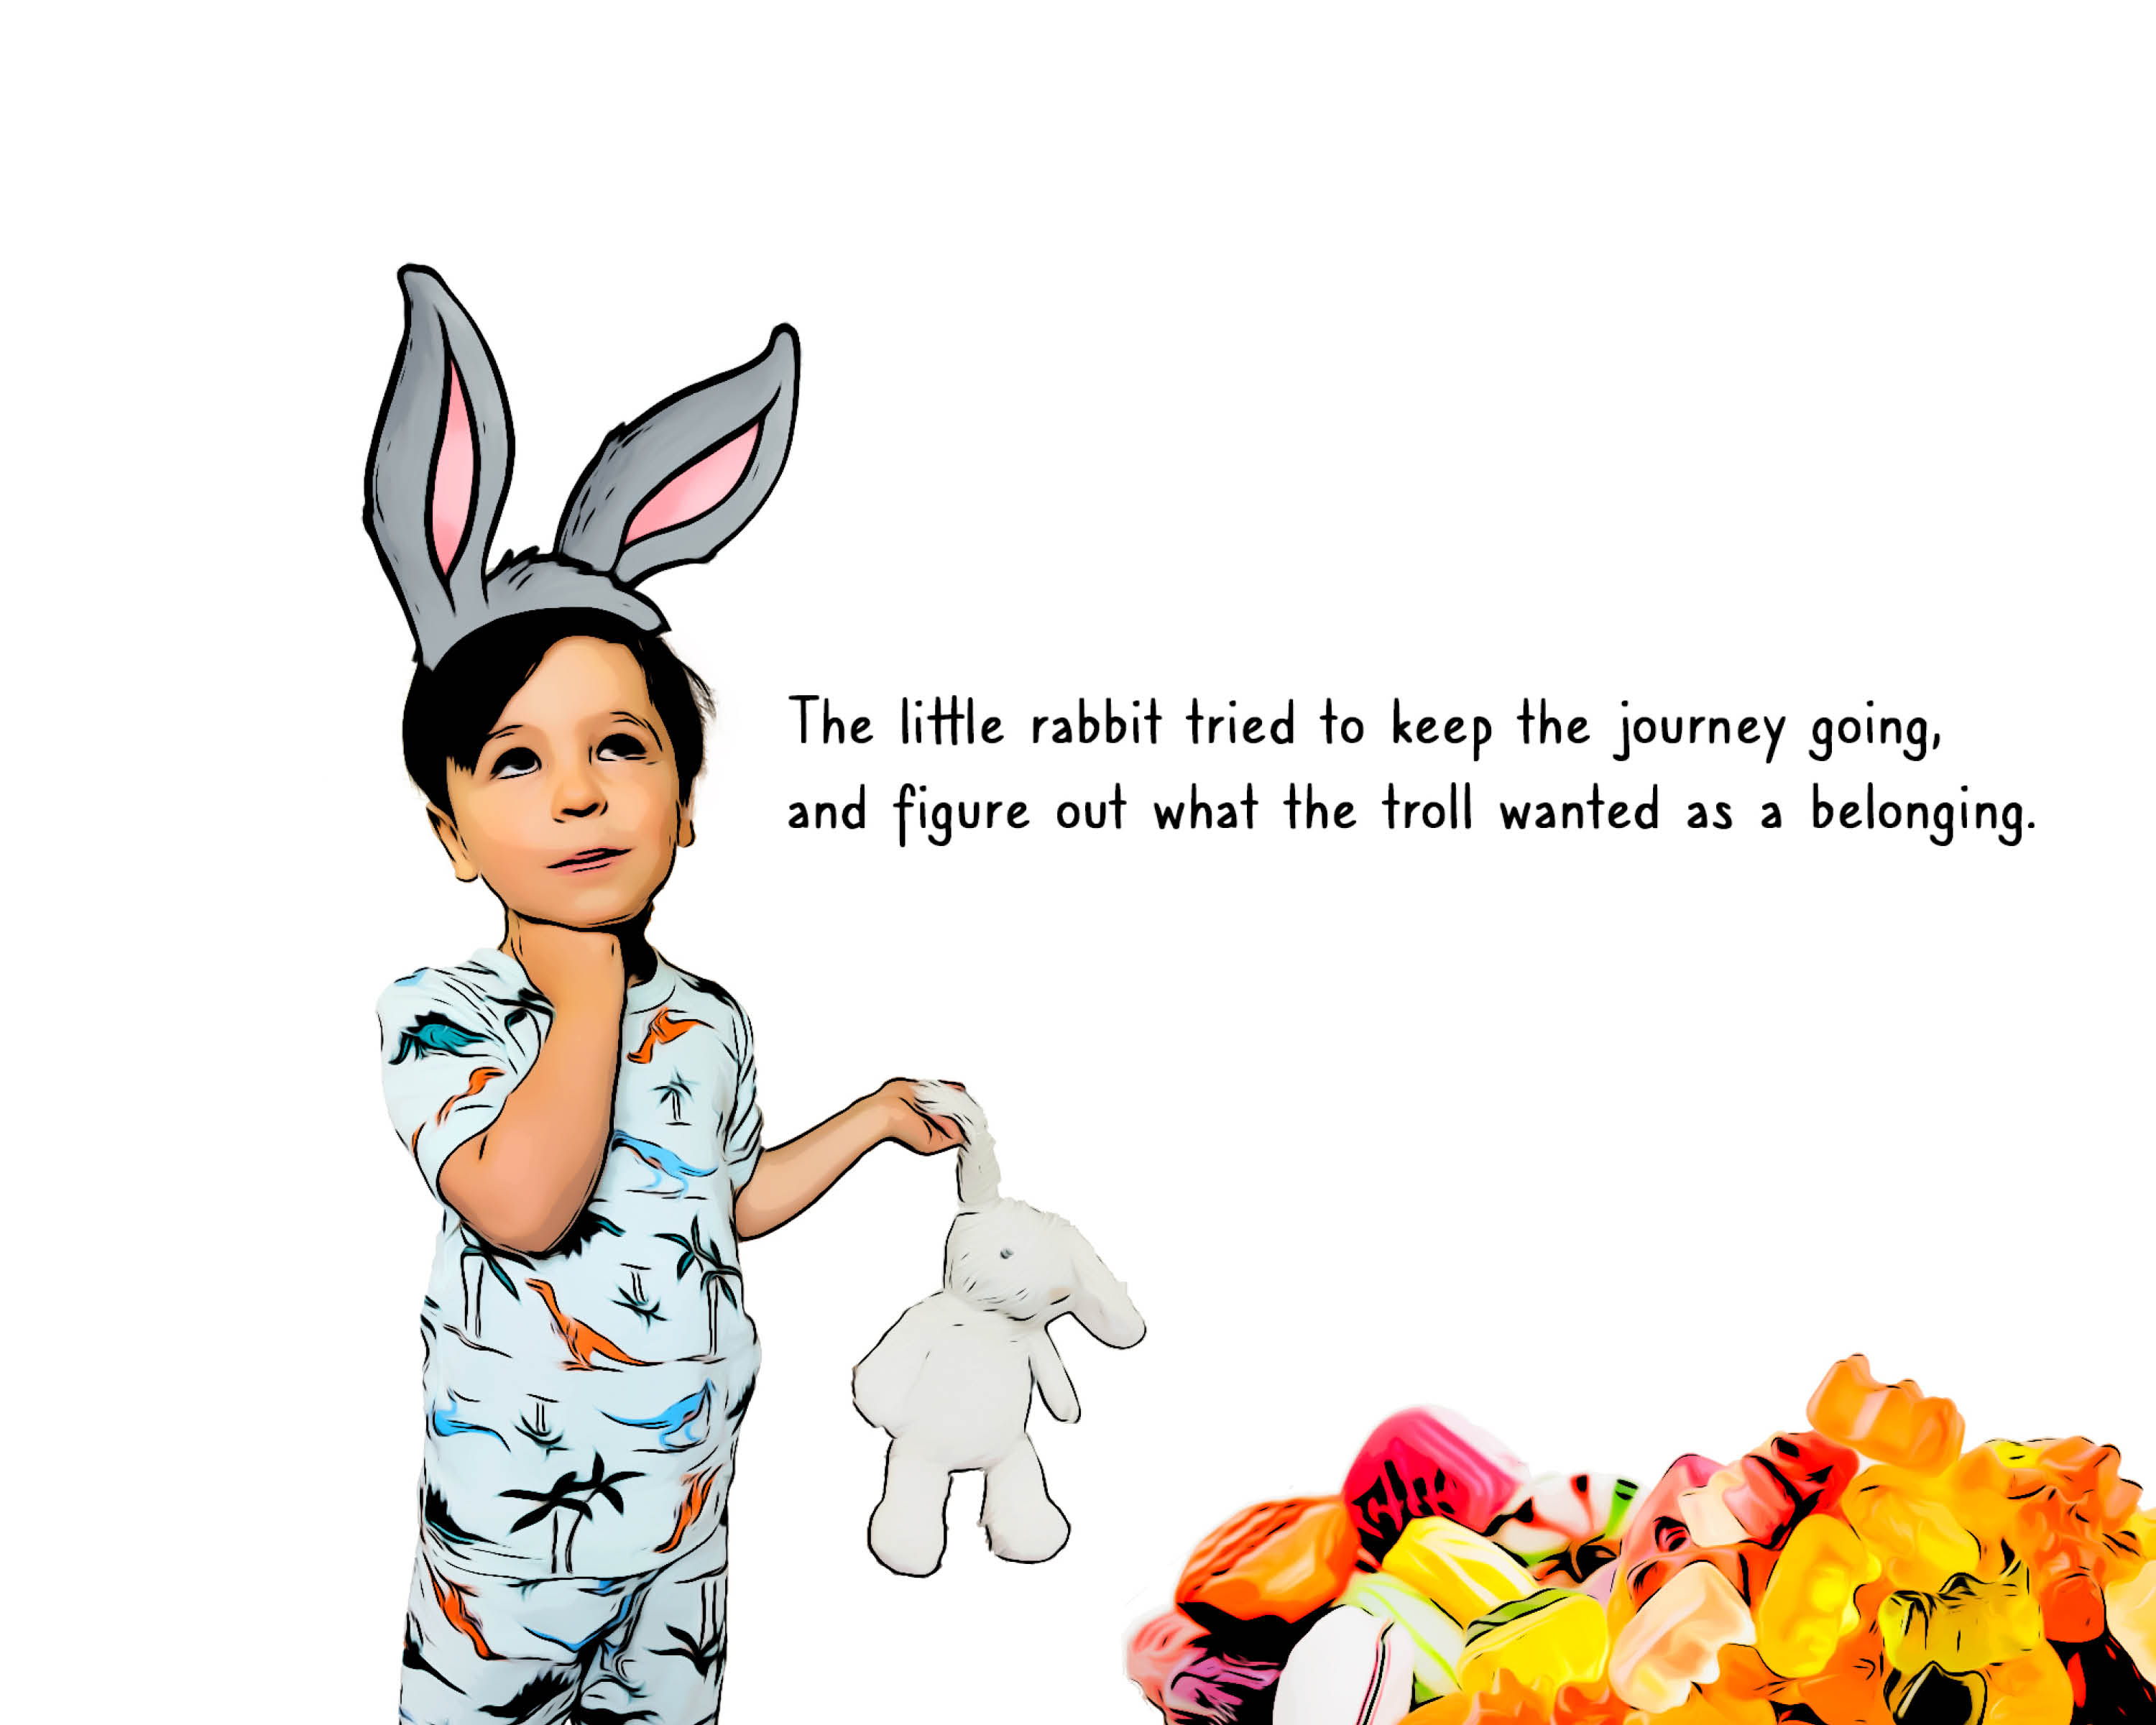 The little rabbit tried to keep the journey going,
and figure out what the troll wanted as a belonging.